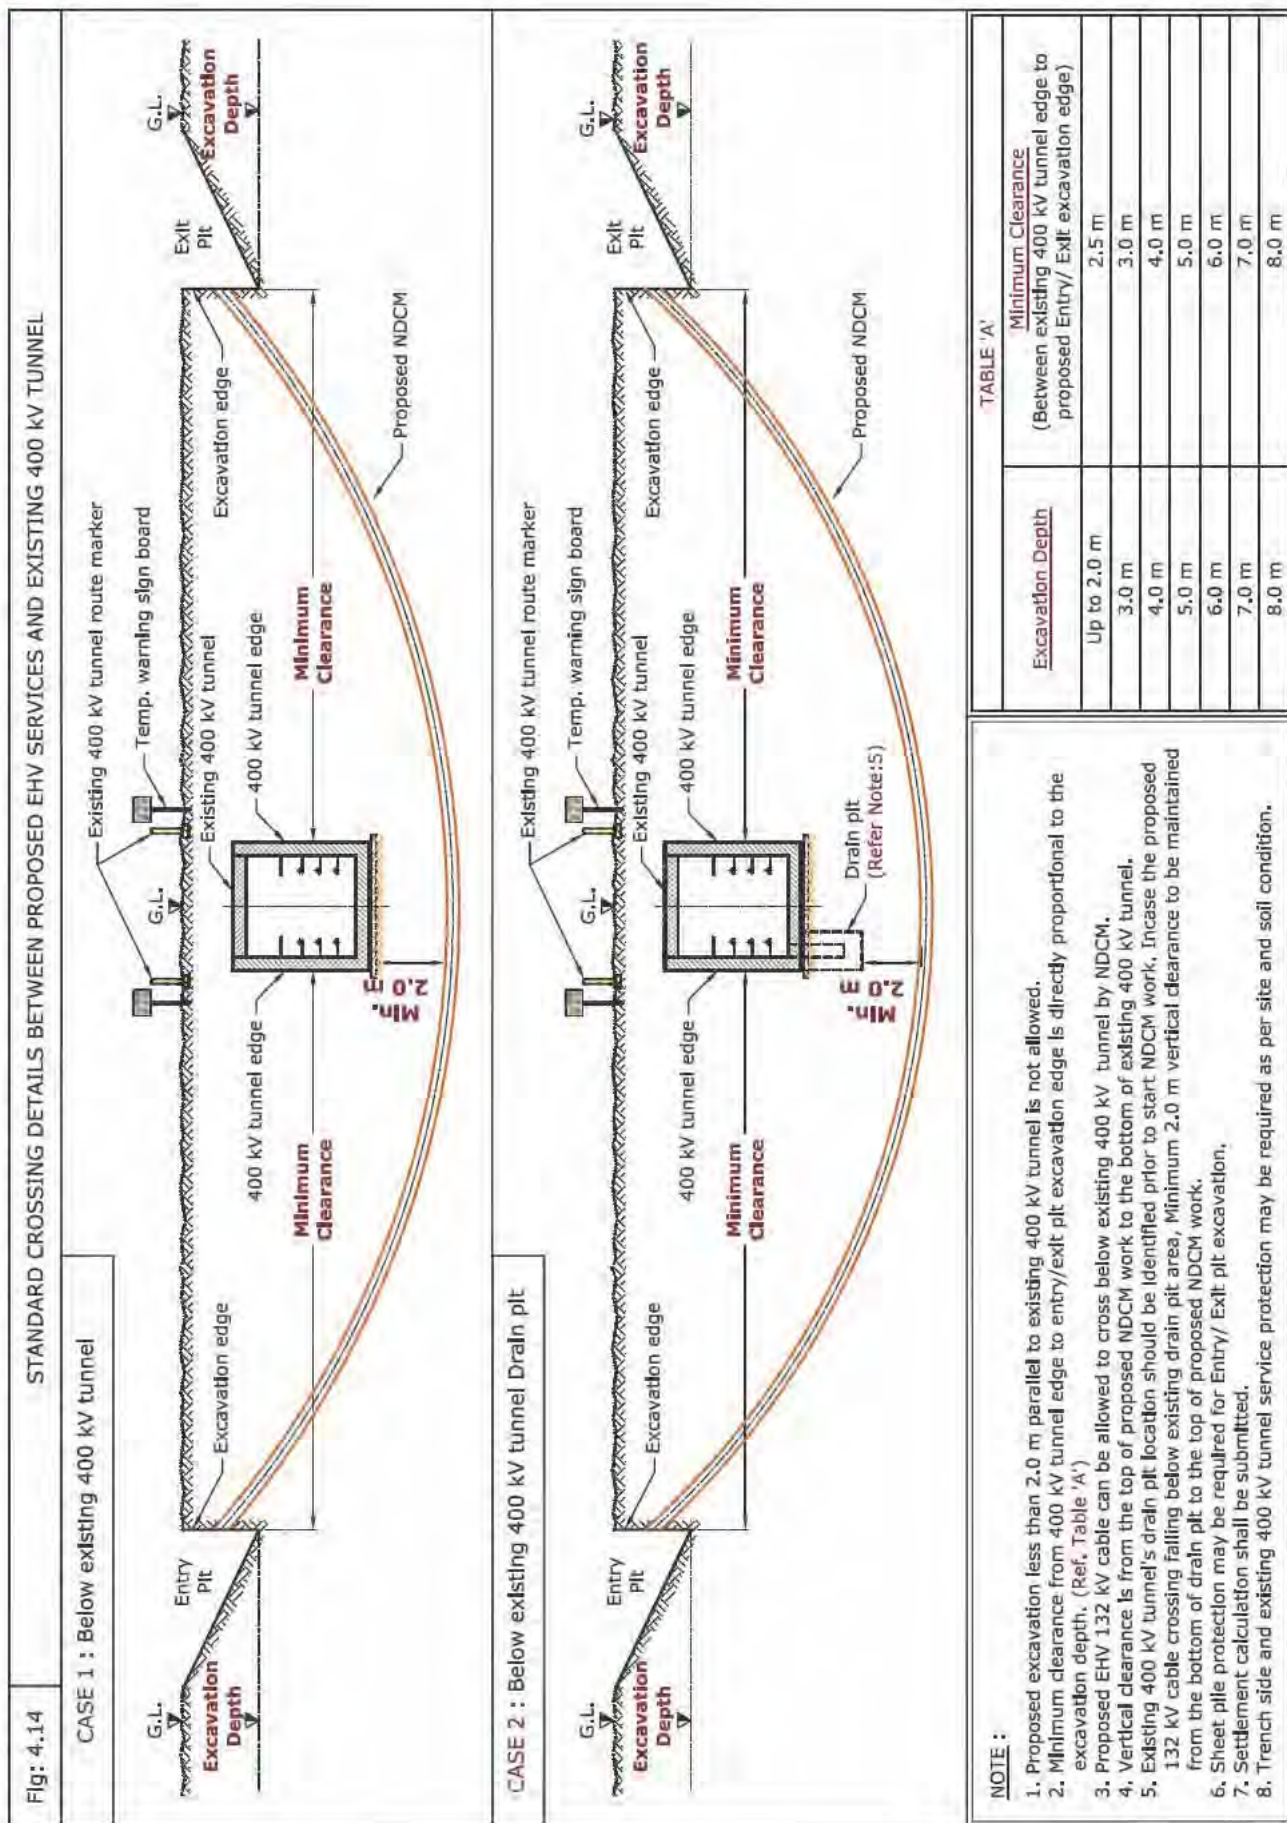 Fig: 4.14
STANDARD CROSSING DETAILS BETWEEN PROPOSED EHV SERVICES AND EXISTING 400 kV TUNNEL
CASE 1 : Below existing 400 kV tunnel
G.L.
Excavation
Depth
Entry
Pit
Excavation edge
Minimum
Clearance
400 kV tunnel edge
Min.
2.0 m
G.L.
Existing 400 kV tunnel route marker
Temp. warning sign board
Existing 400 kV tunnel
400 kV tunnel edge
Minimum
Clearance
Excavation edge
Proposed NDCM
Exit
Pit
G.L.
Excavation
Depth
CASE 2 : Below existing 400 kV tunnel Drain pit
G.L.
Excavation
Depth
Entry
Pit
Excavation edge
Minimum
Clearance
400 kV tunnel edge
Min.
2.0 m
G.L.
Existing 400 kV tunnel route marker
Temp. warning sign board
Existing 400 kV tunnel
400 kV tunnel edge
Drain pit
(Refer Note:5)
Minimum
Clearance
Excavation edge
Proposed NDCM
Exit
Pit
G.L.
Excavation
Depth
NOTE :
1. Proposed excavation less than 2.0 m parallel to existing 400 kV tunnel is not allowed.
2. Minimum clearance from 400 kV tunnel edge to entry/exit pit excavation edge is directly proportional to the
excavation depth. (Ref. Table 'A')
3. Proposed EHV 132 kV cable can be allowed to cross below existing 400 kV tunnel by NDCM.
4. Vertical clearance is from the top of proposed NDCM work to the bottom of existing 400 kV tunnel.
5. Existing 400 kV tunnel's drain pit location should be identified prior to start NDCM work. Incase the proposed
132 kV cable crossing falling below existing drain pit area, Minimum 2.0 m vertical clearance to be maintained
from the bottom of drain pit to the top of proposed NDCM work.
6. Sheet pile protection may be required for Entry/ Exit pit excavation.
7. Settlement calculation shall be submitted.
8. Trench side and existing 400 kV tunnel service protection may be required as per site and soil condition.
TABLE 'A'
Excavation Depth
Minimum Clearance
(Between existing 400 kV tunnel edge to
proposed Entry/ Exit excavation edge)
Up to 2.0 m 2.5 m
3.0 m 3.0 m
4.0 m 4.0 m
5.0 m 5.0 m
6.0 m 6.0 m
7.0 m 7.0 m
8.0 m 8.0 m